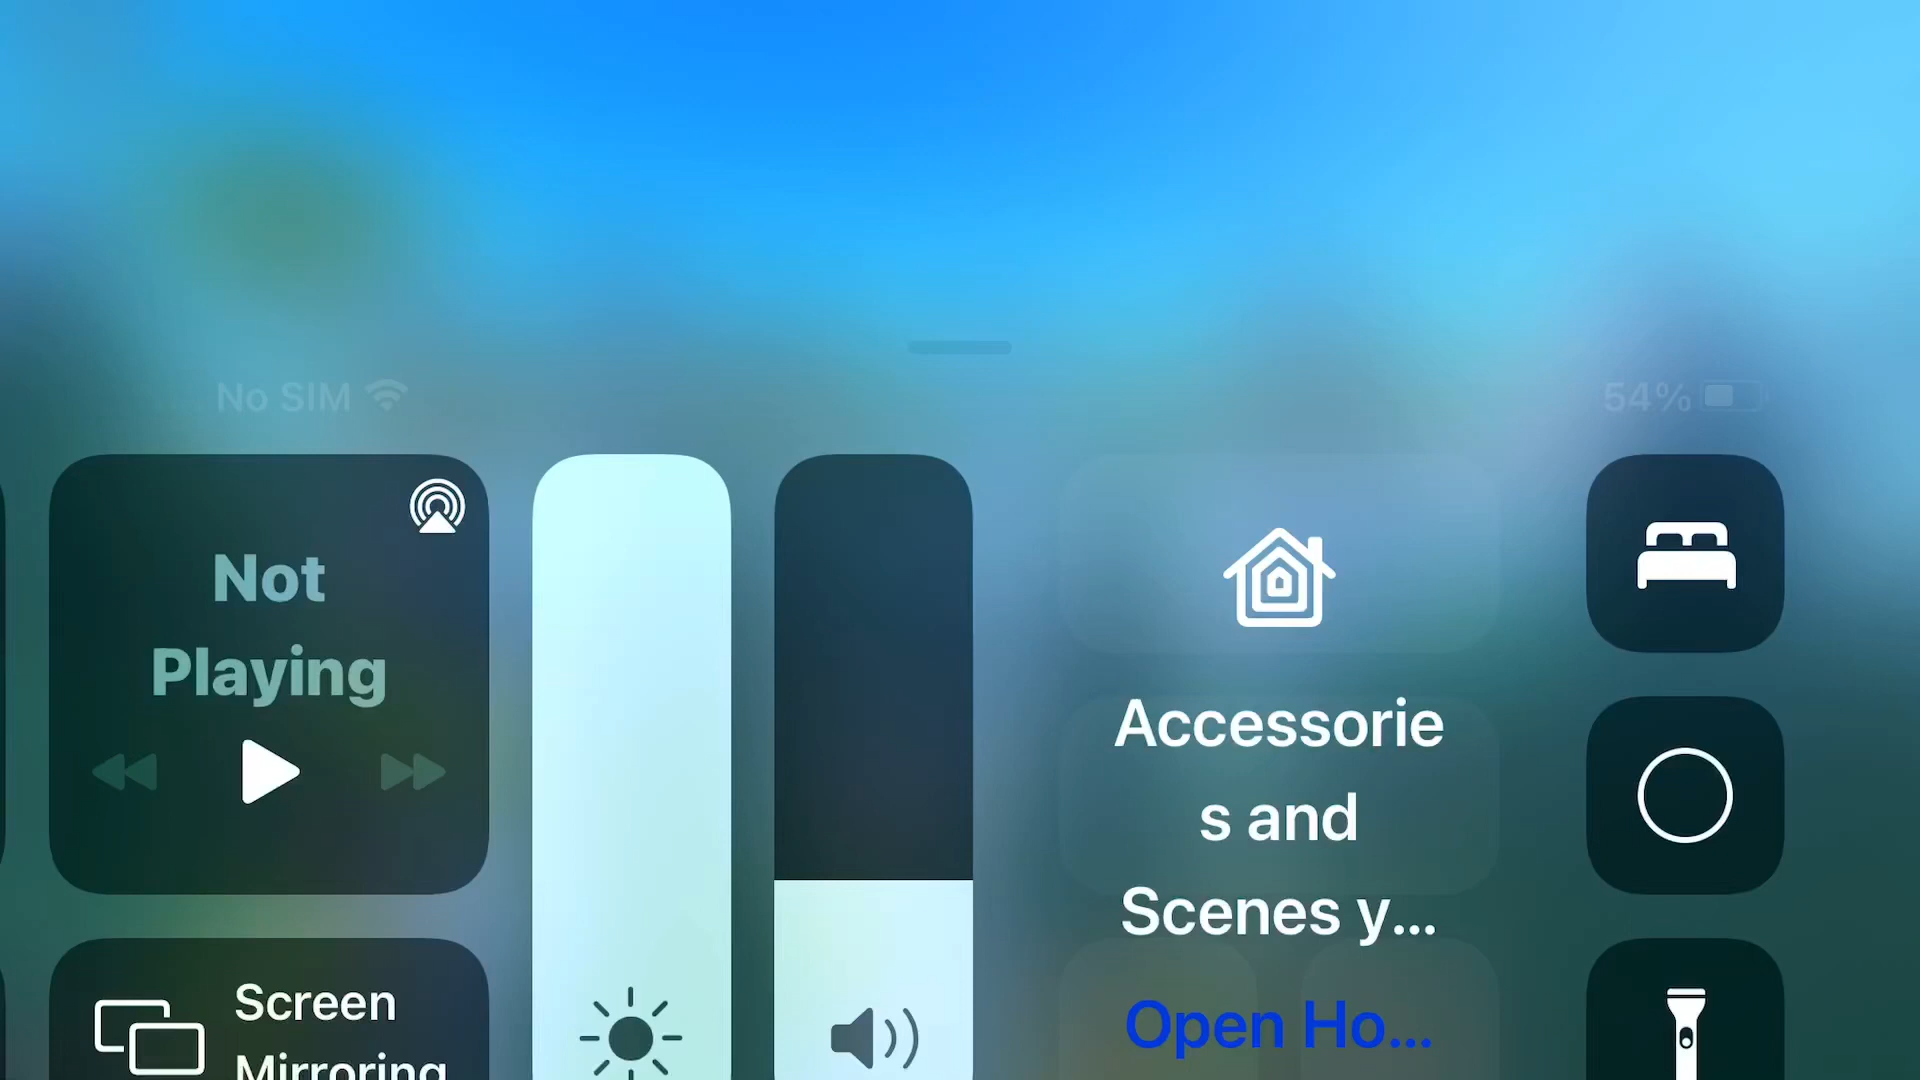 No SIM
54%
Not
Playing
Accessorie
s and
Scenes y...
Open Ho...
Screen
Mirroring